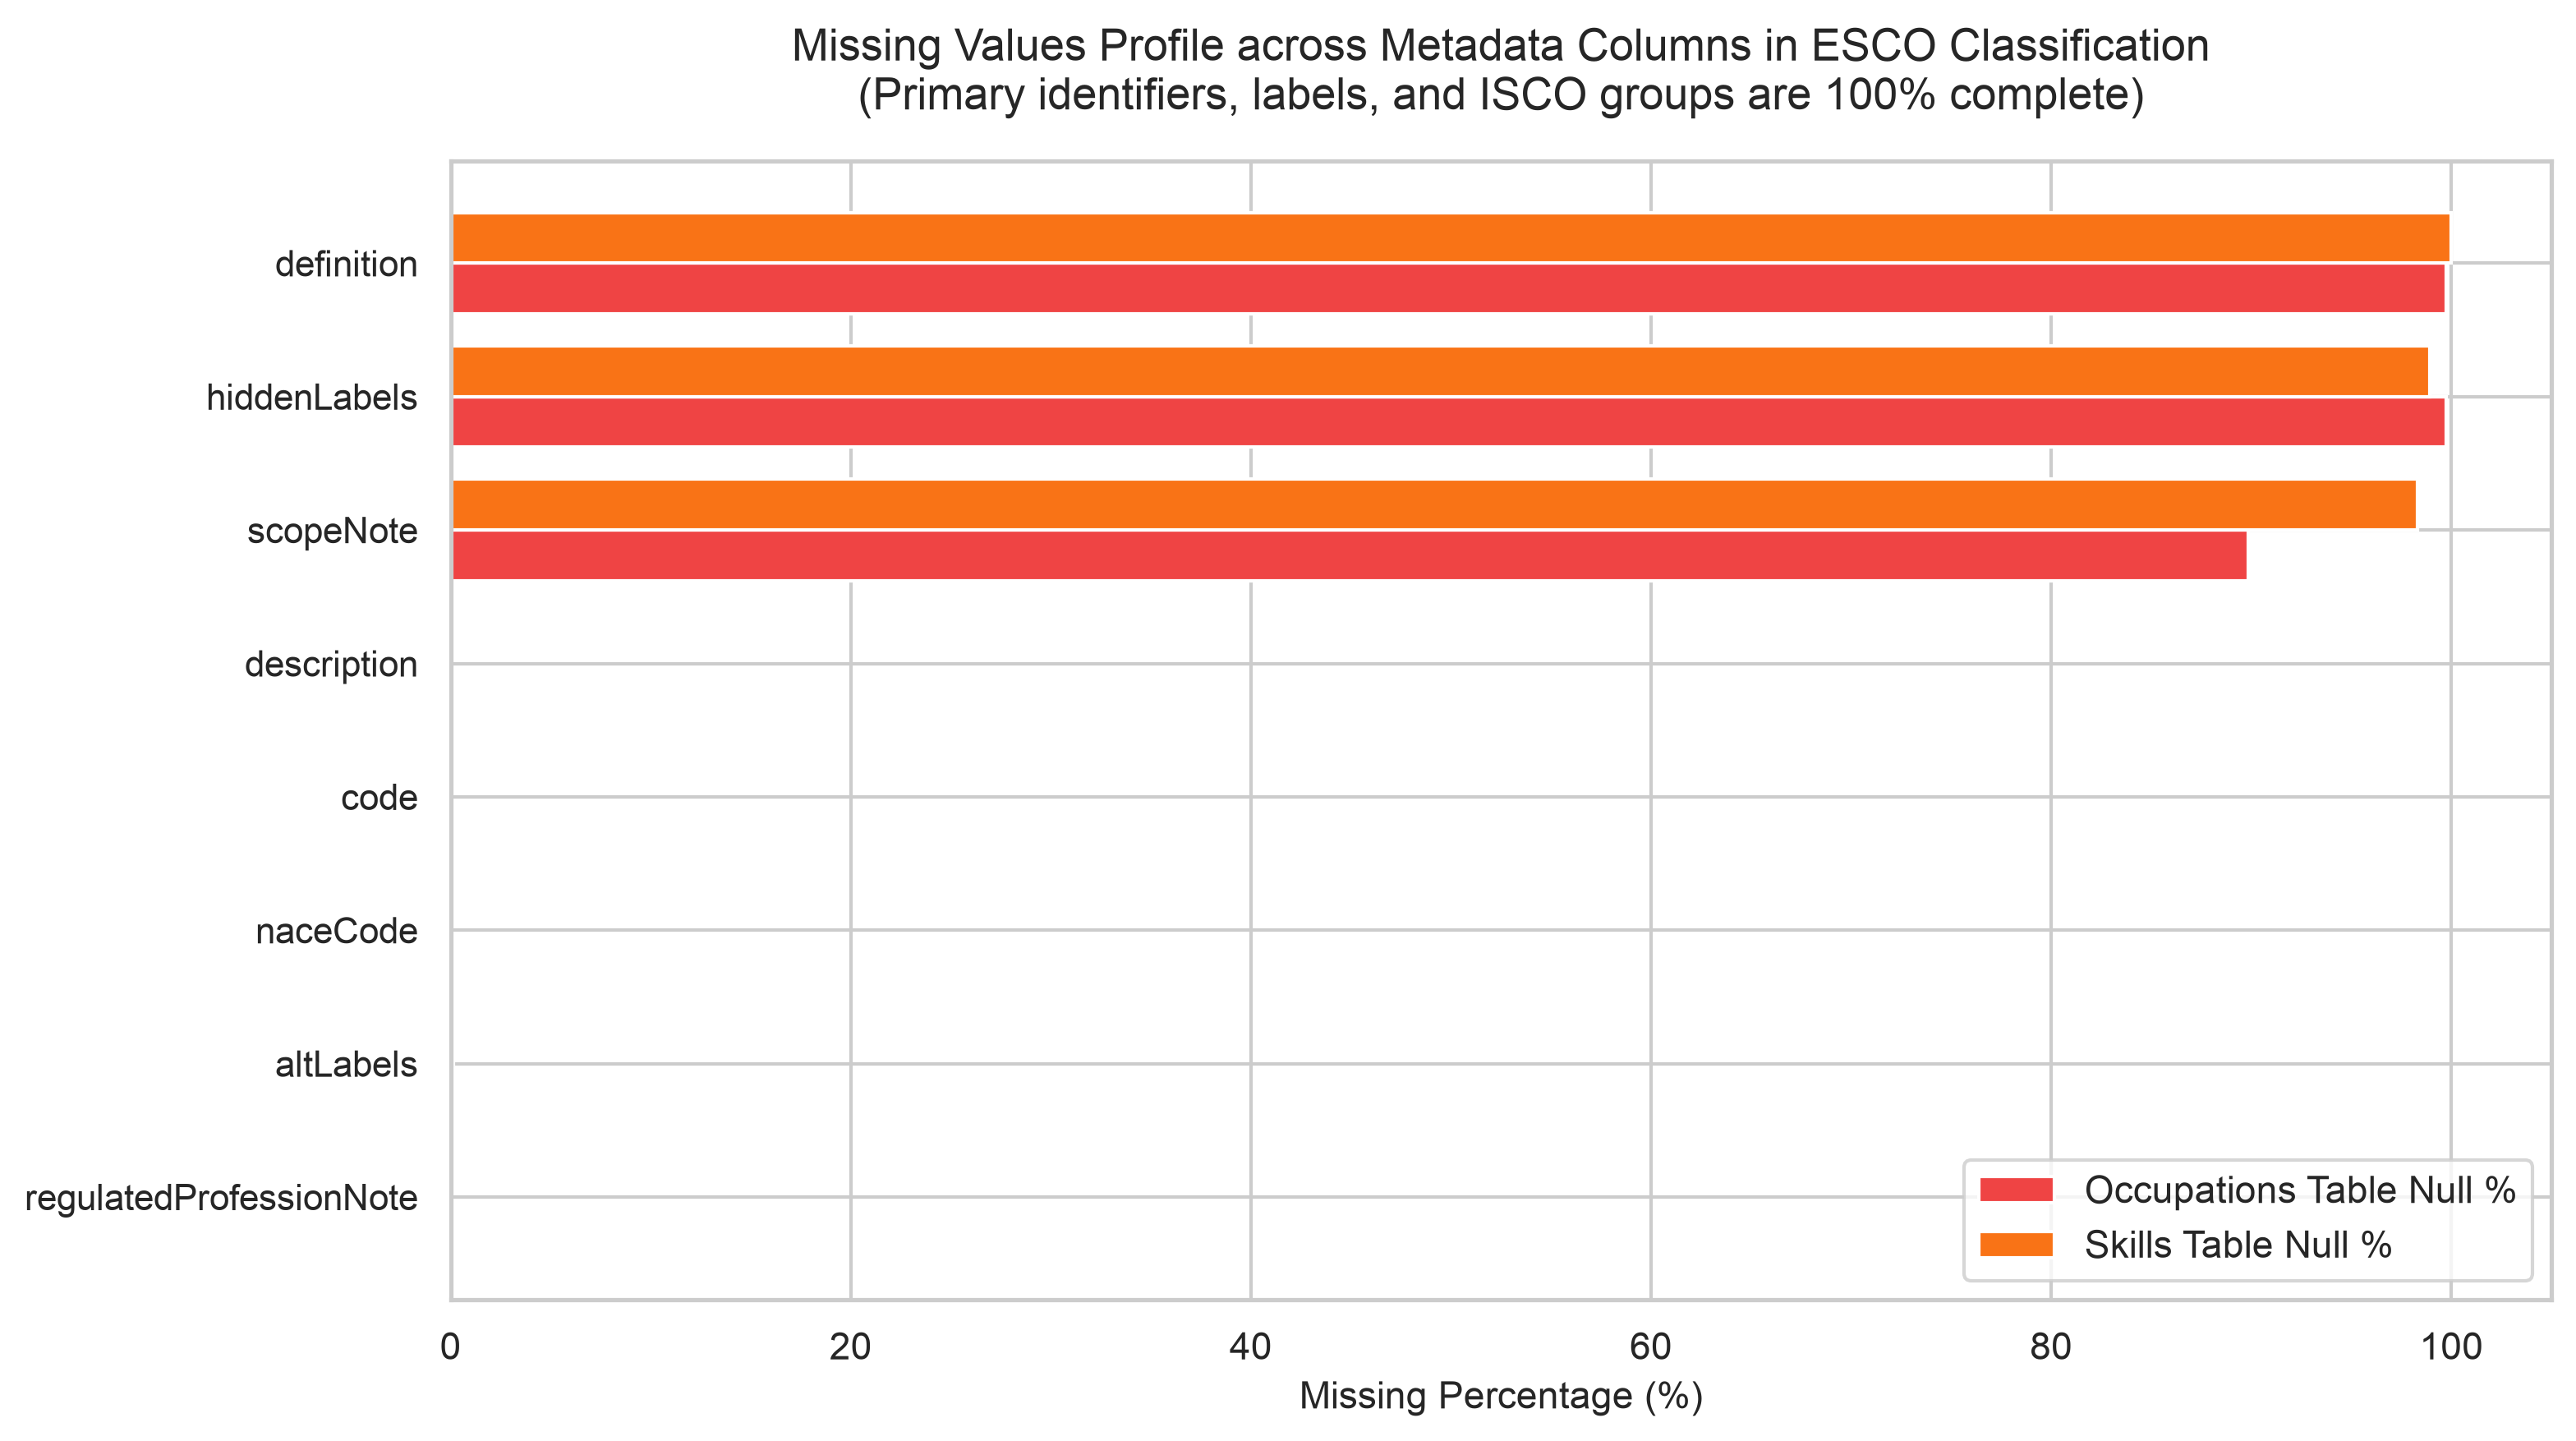 Missing Values Profile across Metadata Columns in ESCO Classification
(Primary identifiers, labels, and ISCO groups are 100% complete)
definition
hiddenLabels
scopeNote
description
code
naceCode
altLabels
regulatedProfessionNote
Occupations Table Null %
Skills Table Null %
0 20 40 60 80 100
Missing Percentage (%)